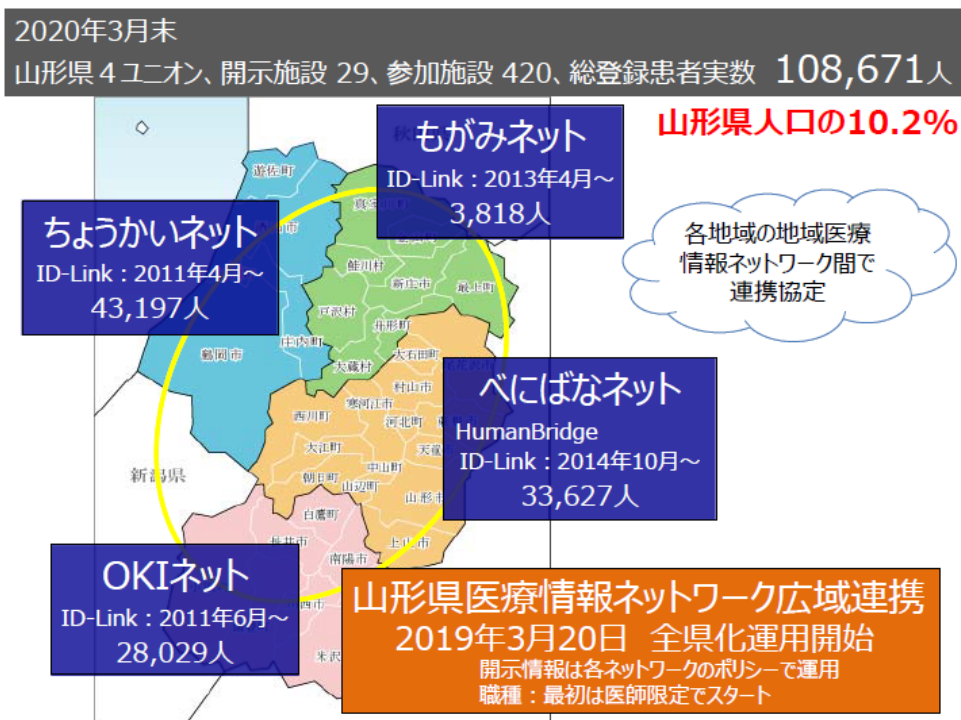 2020年3月末
山形県4ユニオン、開示施設 29、参加施設 420、総登録患者実数 108,671人
山形県人口の10.2%
もがみネット
ID-Link：2013年4月～
3,818人
各地域の地域医療
情報ネットワーク間で
連携協定
ちょうかいネット
ID-Link：2011年4月～
43,197人
べにばなネット
HumanBridge
ID-Link：2014年10月～
33,627人
OKIネット
ID-Link：2011年6月～
28,029人
山形県医療情報ネットワーク広域連携
2019年3月20日 全県化運用開始
開示情報は各ネットワークのポリシーで運用
職種：最初は医師限定でスタート
遊佐町
鮭川村
新庄市
最上町
戸沢村
舟形町
庄内町
大蔵村
鶴岡市
大石田町
村山市
寒河江市
西川町
河北町
大江町
中山町
朝日町
山辺町
山形市
新潟県
白鷹町
長井市
南陽市
上山市